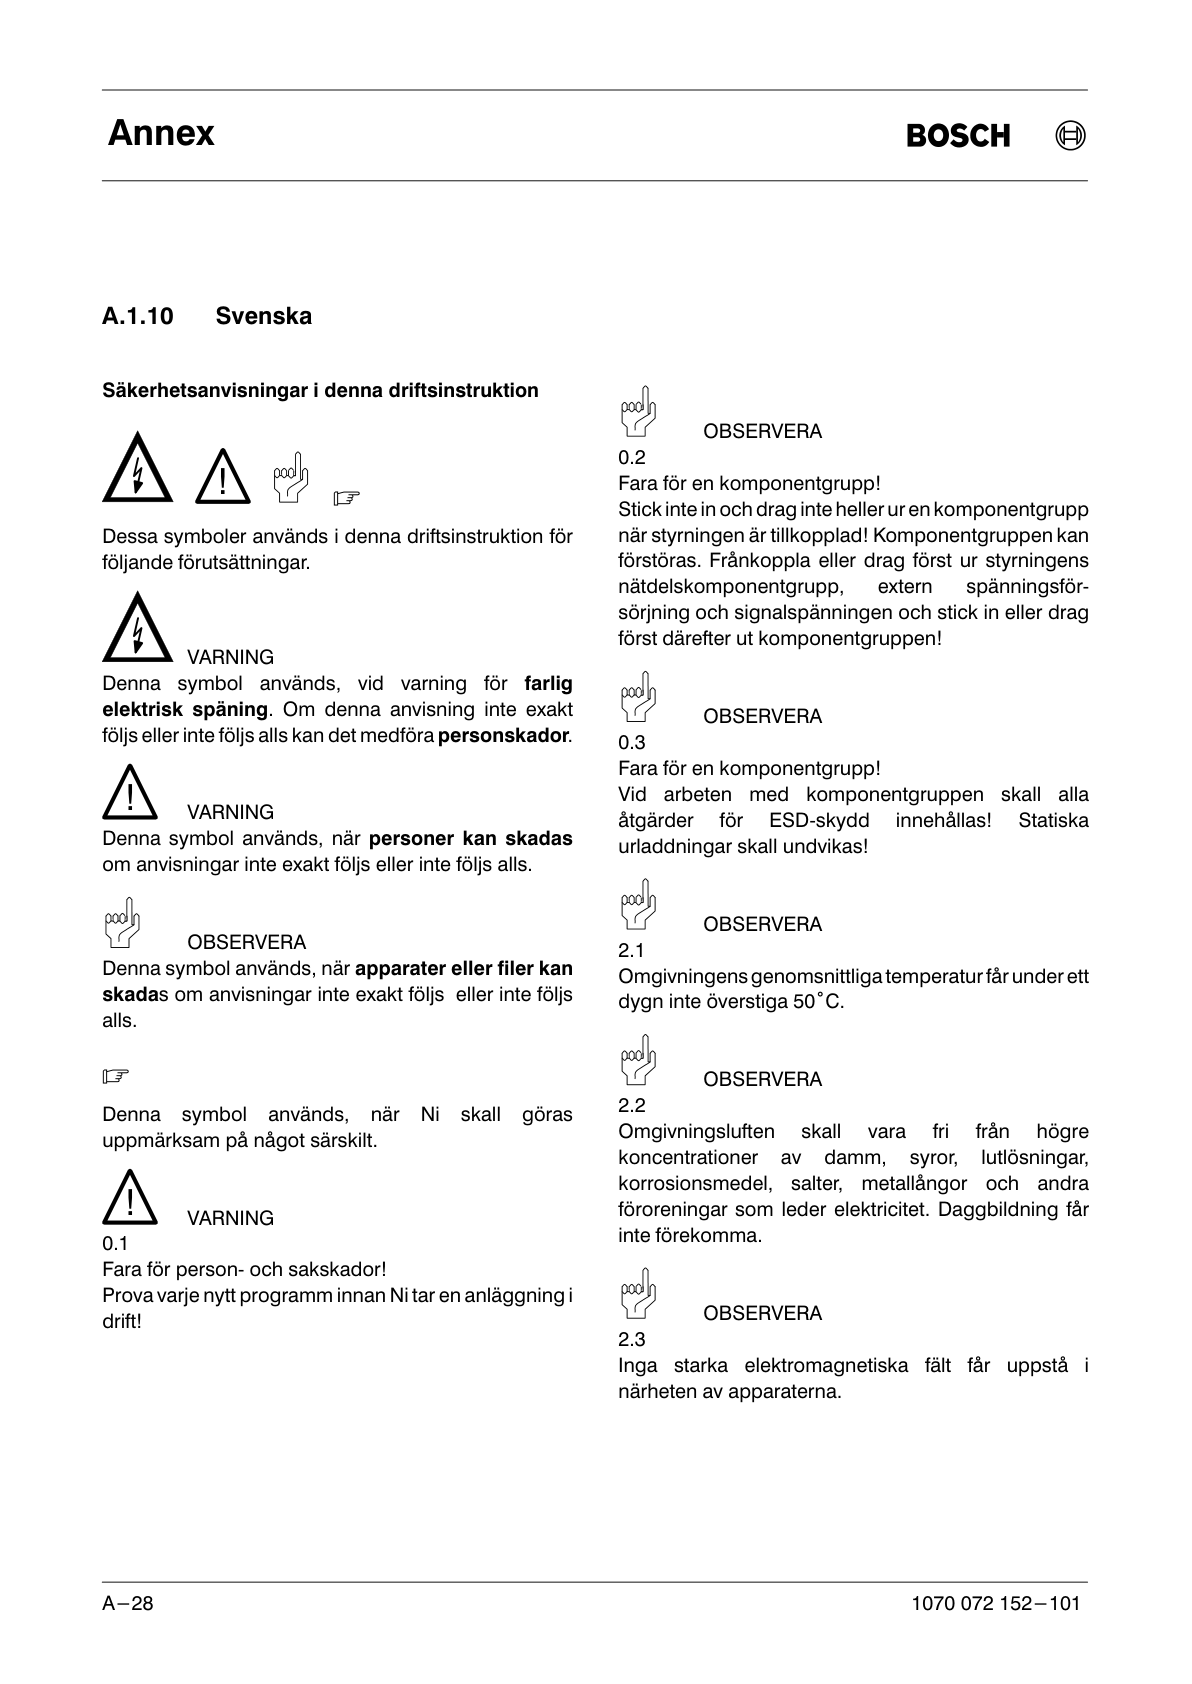 Annex
BOSCH
A.1.10 Svenska
Säkerhetsanvisningar i denna driftsinstruktion
Dessa symboler används i denna driftsinstruktion för
följande förutsättningar.
VARNING
Denna symbol används, vid varning för farlig
elektrisk späning. Om denna anvisning inte exakt
följs eller inte följs alls kan det medföra personskador.
VARNING
Denna symbol används, när personer kan skadas
om anvisningar inte exakt följs eller inte följs alls.
OBSERVERA
Denna symbol används, när apparater eller filer kan
skadas om anvisningar inte exakt följs eller inte följs
alls.
Denna symbol används, när Ni skall göras
uppmärksam på något särskilt.
VARNING
0.1
Fara för person- och sakskador!
Prova varje nytt programm innan Ni tar en anläggning i
drift!
OBSERVERA
0.2
Fara för en komponentgrupp!
Stick inte in och drag inte heller ur en komponentgrupp
när styrningen är tillkopplad! Komponentgruppen kan
förstöras. Frånkoppla eller drag först ur styrningens
nätdelskomponentgrupp, extern spänningsför-
sörjning och signalspänningen och stick in eller drag
först därefter ut komponentgruppen!
OBSERVERA
0.3
Fara för en komponentgrupp!
Vid arbeten med komponentgruppen skall alla
åtgärder för ESD-skydd innehållas! Statiska
urladdningar skall undvikas!
OBSERVERA
2.1
Omgivningens genomsnittliga temperatur får under ett
dygn inte överstiga 50˚C.
OBSERVERA
2.2
Omgivningsluften skall vara fri från högre
koncentrationer av damm, syror, lutlösningar,
korrosionsmedel, salter, metallångor och andra
föroreningar som leder elektricitet. Daggbildning får
inte förekomma.
OBSERVERA
2.3
Inga starka elektromagnetiska fält får uppstå i
närheten av apparaterna.
A−28
1070 072 152−101